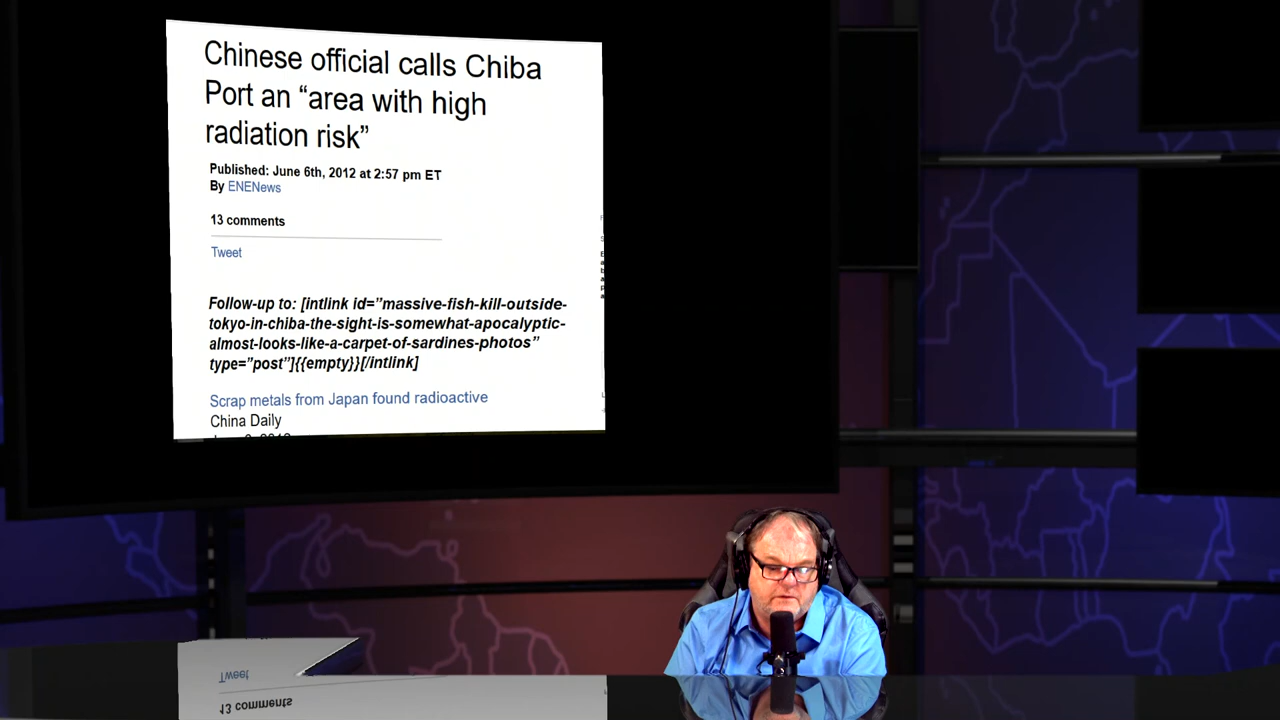 Chinese official calls Chiba
Port an “area with high
radiation risk”
Published: June 6th, 2012 at 2:57 pm ET
By ENENews
13 comments
Tweet
Follow-up to: [intlink id=”massive-fish-kill-outside-
tokyo-in-chiba-the-sight-is-somewhat-apocalyptic-
almost-looks-like-a-carpet-of-sardines-photos”
type=”post”]{{empty}}[/intlink]
Scrap metals from Japan found radioactive
China Daily
Tweet
13 comments